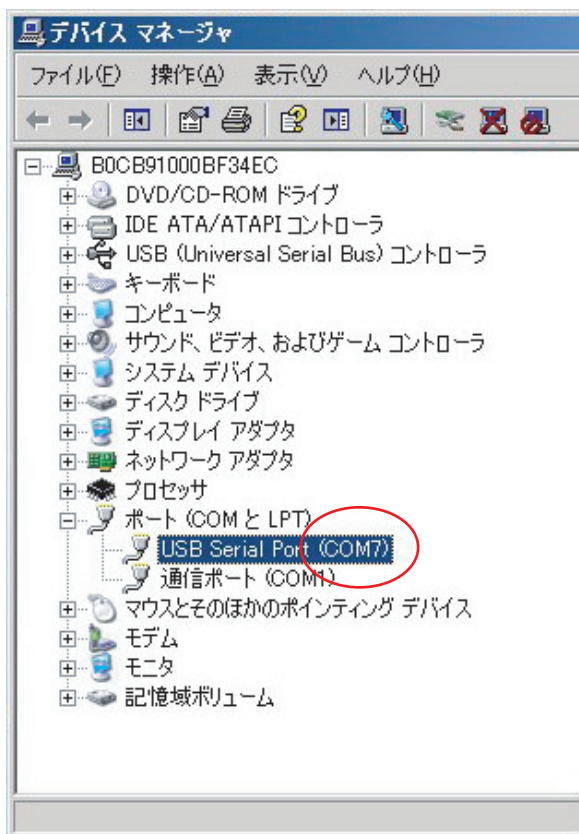 デバイス マネージャ
ファイル(F) 操作(A) 表示(V) ヘルプ(H)
B0CB91000BF34EC
DVD/CD-ROM ドライブ
IDE ATA/ATAPI コントローラ
USB (Universal Serial Bus) コントローラ
キーボード
コンピュータ
サウンド、ビデオ、およびゲーム コントローラ
システム デバイス
ディスク ドライブ
ディスプレイ アダプタ
ネットワーク アダプタ
プロセッサ
ポート (COM と LPT)
USB Serial Port (COM7)
通信ポート (COM1)
マウスとそのほかのポインティング デバイス
モデム
モニタ
記憶域ボリューム